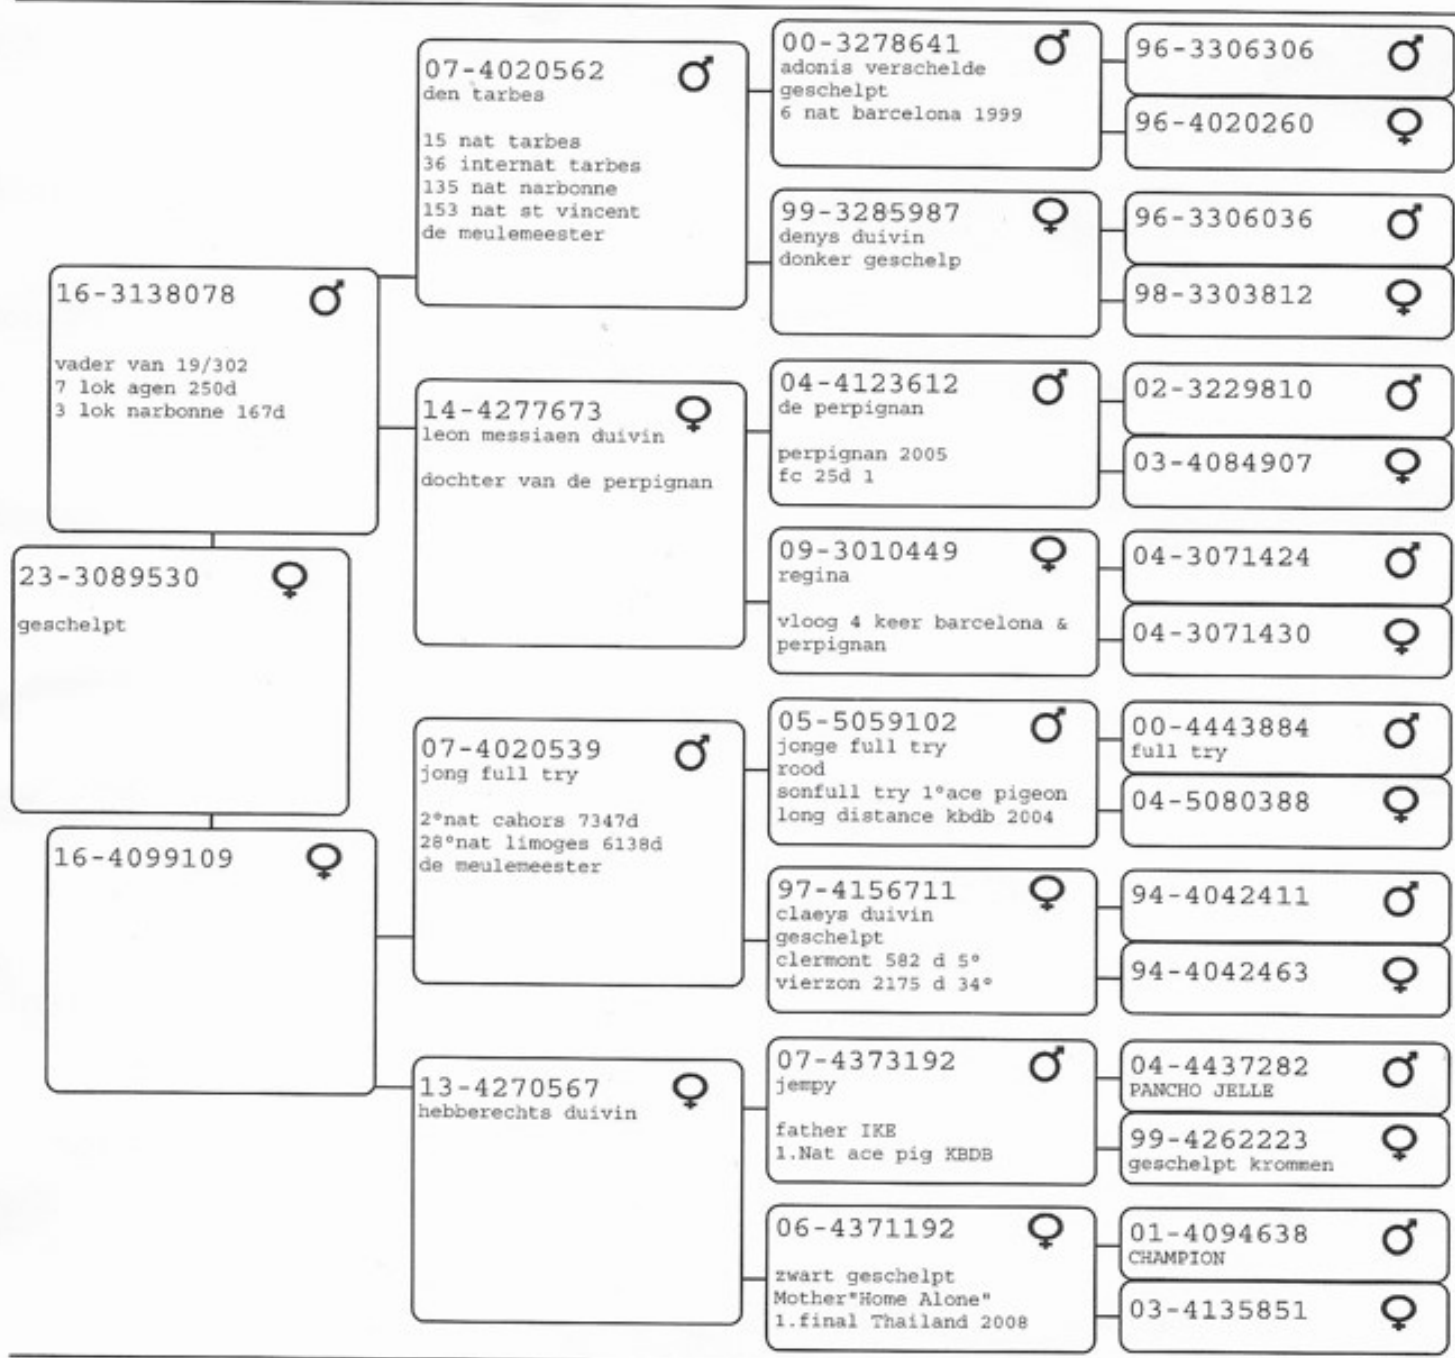 23-3089530
geschelpt
16-3138078
vader van 19/302
7 lok agen 250d
3 lok narbonne 167d
16-4099109
07-4020562
den tarbes
15 nat tarbes
36 internat tarbes
135 nat narbonne
153 nat st vincent
de meulemeester
14-4277673
leon messiaen duivin
dochter van de perpignan
07-4020539
jong full try
2°nat cahors 7347d
28°nat limoges 6138d
de meulemeester
13-4270567
hebberechts duivin
00-3278641
adonis verschelde
geschelpt
6 nat barcelona 1999
99-3285987
denys duivin
donker geschelp
04-4123612
de perpignan
perpignan 2005
fc 25d 1
09-3010449
regina
vloog 4 keer barcelona &
perpignan
05-5059102
jonge full try
rood
sonfull try 1°ace pigeon
long distance kbdb 2004
97-4156711
claeys duivin
geschelpt
clermont 582 d 5°
vierzon 2175 d 34°
07-4373192
jempy
father IKE
1.Nat ace pig KBDB
06-4371192
zwart geschelpt
Mother"Home Alone"
1.final Thailand 2008
96-3306306
96-4020260
96-3306036
98-3303812
02-3229810
03-4084907
04-3071424
04-3071430
00-4443884
full try
04-5080388
94-4042411
94-4042463
04-4437282
PANCHO JELLE
99-4262223
geschelpt krommen
01-4094638
CHAMPION
03-4135851